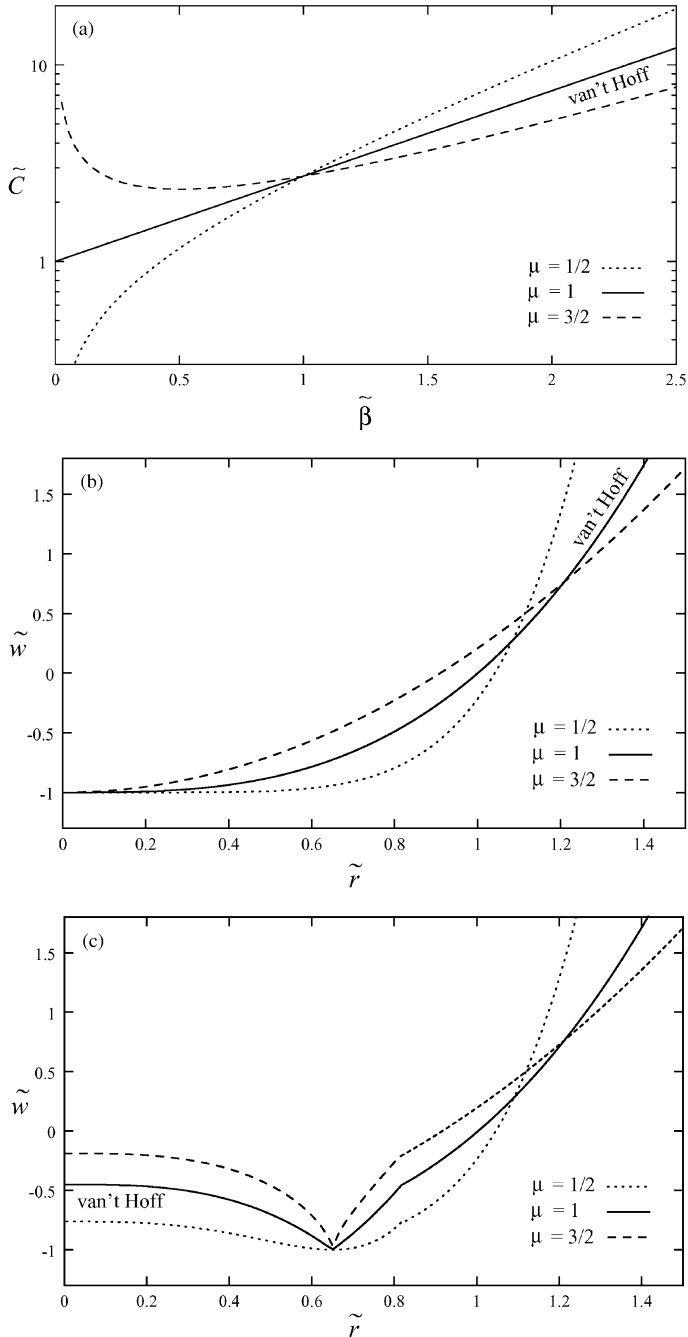 (a)
10
1
C̃
van't Hoff
μ = 1/2
μ = 1
μ = 3/2
0 0.5 1 1.5 2 2.5
β̃
(b)
1.5
1
0.5
0
-0.5
-1
w̃
van't Hoff
μ = 1/2
μ = 1
μ = 3/2
0 0.2 0.4 0.6 0.8 1 1.2 1.4
r̃
(c)
1.5
1
0.5
0
-0.5
-1
w̃
van't Hoff
μ = 1/2
μ = 1
μ = 3/2
0 0.2 0.4 0.6 0.8 1 1.2 1.4
r̃